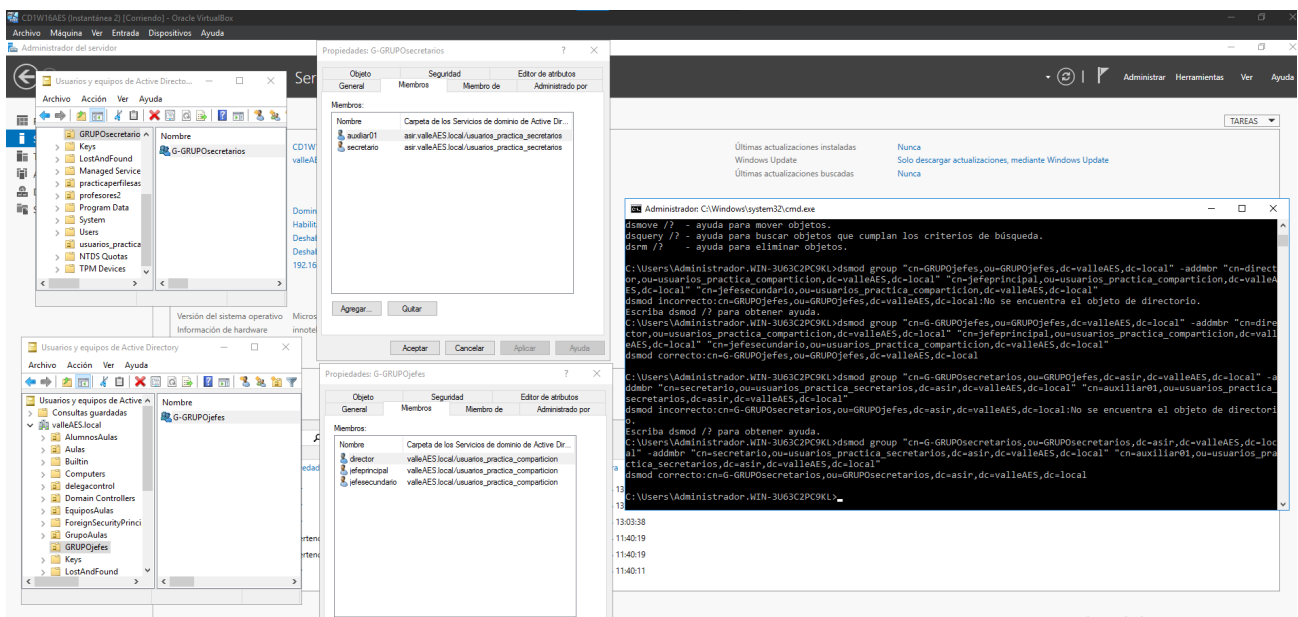 CD1W16AES (Instantánea 2) [Corriendo] - Oracle VirtualBox
Archivo Máquina Ver Entrada Dispositivos Ayuda
Administrador del servidor
Administrar Herramientas Ver Ayuda
TAREAS
Usuarios y equipos de Active Directo...
Archivo Acción Ver Ayuda
GRUPOsecretario
Keys
LostAndFound
Managed Service
practicaperfilesas
profesores2
Program Data
System
Users
usuarios_practica
NTDS Quotas
TPM Devices
Nombre
G-GRUPOsecretarios
Ser
CD1W
valleAE
Domin
Habilit
Deshal
Deshal
192.16
Versión del sistema operativo Micros
Información de hardware innotel
Propiedades: G-GRUPOsecretarios
Objeto Seguridad Editor de atributos
General Miembros Miembro de Administrado por
Miembros:
Nombre Carpeta de los Servicios de dominio de Active Dir...
auxiliar01 asir.valleAES.local/usuarios_practica_secretarios
secretario asir.valleAES.local/usuarios_practica_secretarios
Agregar... Quitar
Aceptar Cancelar Aplicar Ayuda
Últimas actualizaciones instaladas Nunca
Windows Update Solo descargar actualizaciones, mediante Windows Update
Últimas actualizaciones buscadas Nunca
Usuarios y equipos de Active Directory
Archivo Acción Ver Ayuda
Usuarios y equipos de Active
Consultas guardadas
valleAES.local
AlumnosAulas
Aulas
Builtin
Computers
delegacontrol
Domain Controllers
EquiposAulas
ForeignSecurityPrinci
GrupoAulas
GRUPOjefes
Keys
LostAndFound
Nombre
G-GRUPOjefes
Propiedades: G-GRUPOjefes
Objeto Seguridad Editor de atributos
General Miembros Miembro de Administrado por
Miembros:
Nombre Carpeta de los Servicios de dominio de Active Dir...
director valleAES.local/usuarios_practica_comparticion
jefeprincipal valleAES.local/usuarios_practica_comparticion
jefesecundario valleAES.local/usuarios_practica_comparticion
Administrador: C:\Windows\system32\cmd.exe
dsmove /? - ayuda para mover objetos.
dsquery /? - ayuda para buscar objetos que cumplan los criterios de búsqueda.
dsrm /? - ayuda para eliminar objetos.
C:\Users\Administrador.WIN-3U63C2PC9KL>dsmod group "cn=GRUPOjefes,ou=GRUPOjefes,dc=valleAES,dc=local" -addmbr "cn=direct
or,ou=usuarios_practica_comparticion,dc=valleAES,dc=local" "cn=jefeprincipal,ou=usuarios_practica_comparticion,dc=valleA
ES,dc=local" "cn=jefesecundario,ou=usuarios_practica_comparticion,dc=valleAES,dc=local"
dsmod incorrecto:cn=GRUPOjefes,ou=GRUPOjefes,dc=valleAES,dc=local:No se encuentra el objeto de directorio.
Escriba dsmod /? para obtener ayuda.
C:\Users\Administrador.WIN-3U63C2PC9KL>dsmod group "cn=G-GRUPOjefes,ou=GRUPOjefes,dc=valleAES,dc=local" -addmbr "cn=dire
ctor,ou=usuarios_practica_comparticion,dc=valleAES,dc=local" "cn=jefeprincipal,ou=usuarios_practica_comparticion,dc=vall
eAES,dc=local" "cn=jefesecundario,ou=usuarios_practica_comparticion,dc=valleAES,dc=local"
dsmod correcto:cn=G-GRUPOjefes,ou=GRUPOjefes,dc=valleAES,dc=local
C:\Users\Administrador.WIN-3U63C2PC9KL>dsmod group "cn=G-GRUPOsecretarios,ou=GRUPOjefes,dc=asir,dc=valleAES,dc=local" -a
ddmbr "cn=secretario,ou=usuarios_practica_secretarios,dc=asir,dc=valleAES,dc=local" "cn=auxiliar01,ou=usuarios_practica_
secretarios,dc=asir,dc=valleAES,dc=local"
dsmod incorrecto:cn=G-GRUPOsecretarios,ou=GRUPOjefes,dc=asir,dc=valleAES,dc=local:No se encuentra el objeto de directori
o.
Escriba dsmod /? para obtener ayuda.
C:\Users\Administrador.WIN-3U63C2PC9KL>dsmod group "cn=G-GRUPOsecretarios,ou=GRUPOsecretarios,dc=asir,dc=valleAES,dc=loc
al" -addmbr "cn=secretario,ou=usuarios_practica_secretarios,dc=asir,dc=valleAES,dc=local" "cn=auxiliar01,ou=usuarios_pra
ctica_secretarios,dc=asir,dc=valleAES,dc=local"
dsmod correcto:cn=G-GRUPOsecretarios,ou=GRUPOsecretarios,dc=asir,dc=valleAES,dc=local
C:\Users\Administrador.WIN-3U63C2PC9KL>
13:03:38
11:40:19
11:40:19
11:40:11